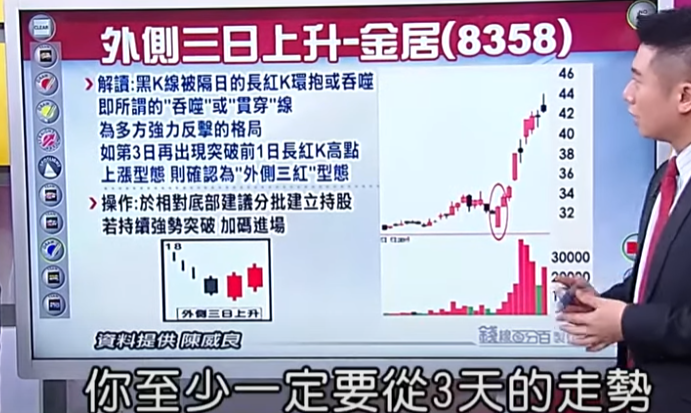 外側三日上升-金居(8358)
解讀:黑K線被隔日的長紅K環抱或吞噬
即所謂的"吞噬"或"貫穿"線
為多方強力反擊的格局
如第3日再出現突破前1日長紅K高點
上漲型態 則確認為"外側三紅"型態
操作:於相對底部建議分批建立持股
若持續強勢突破 加碼進場
18
外側三日上升
46
44
42
40
38
36
34
32
30000
20000
資料提供 陳威良
錢線百分百
你至少一定要從3天的走勢